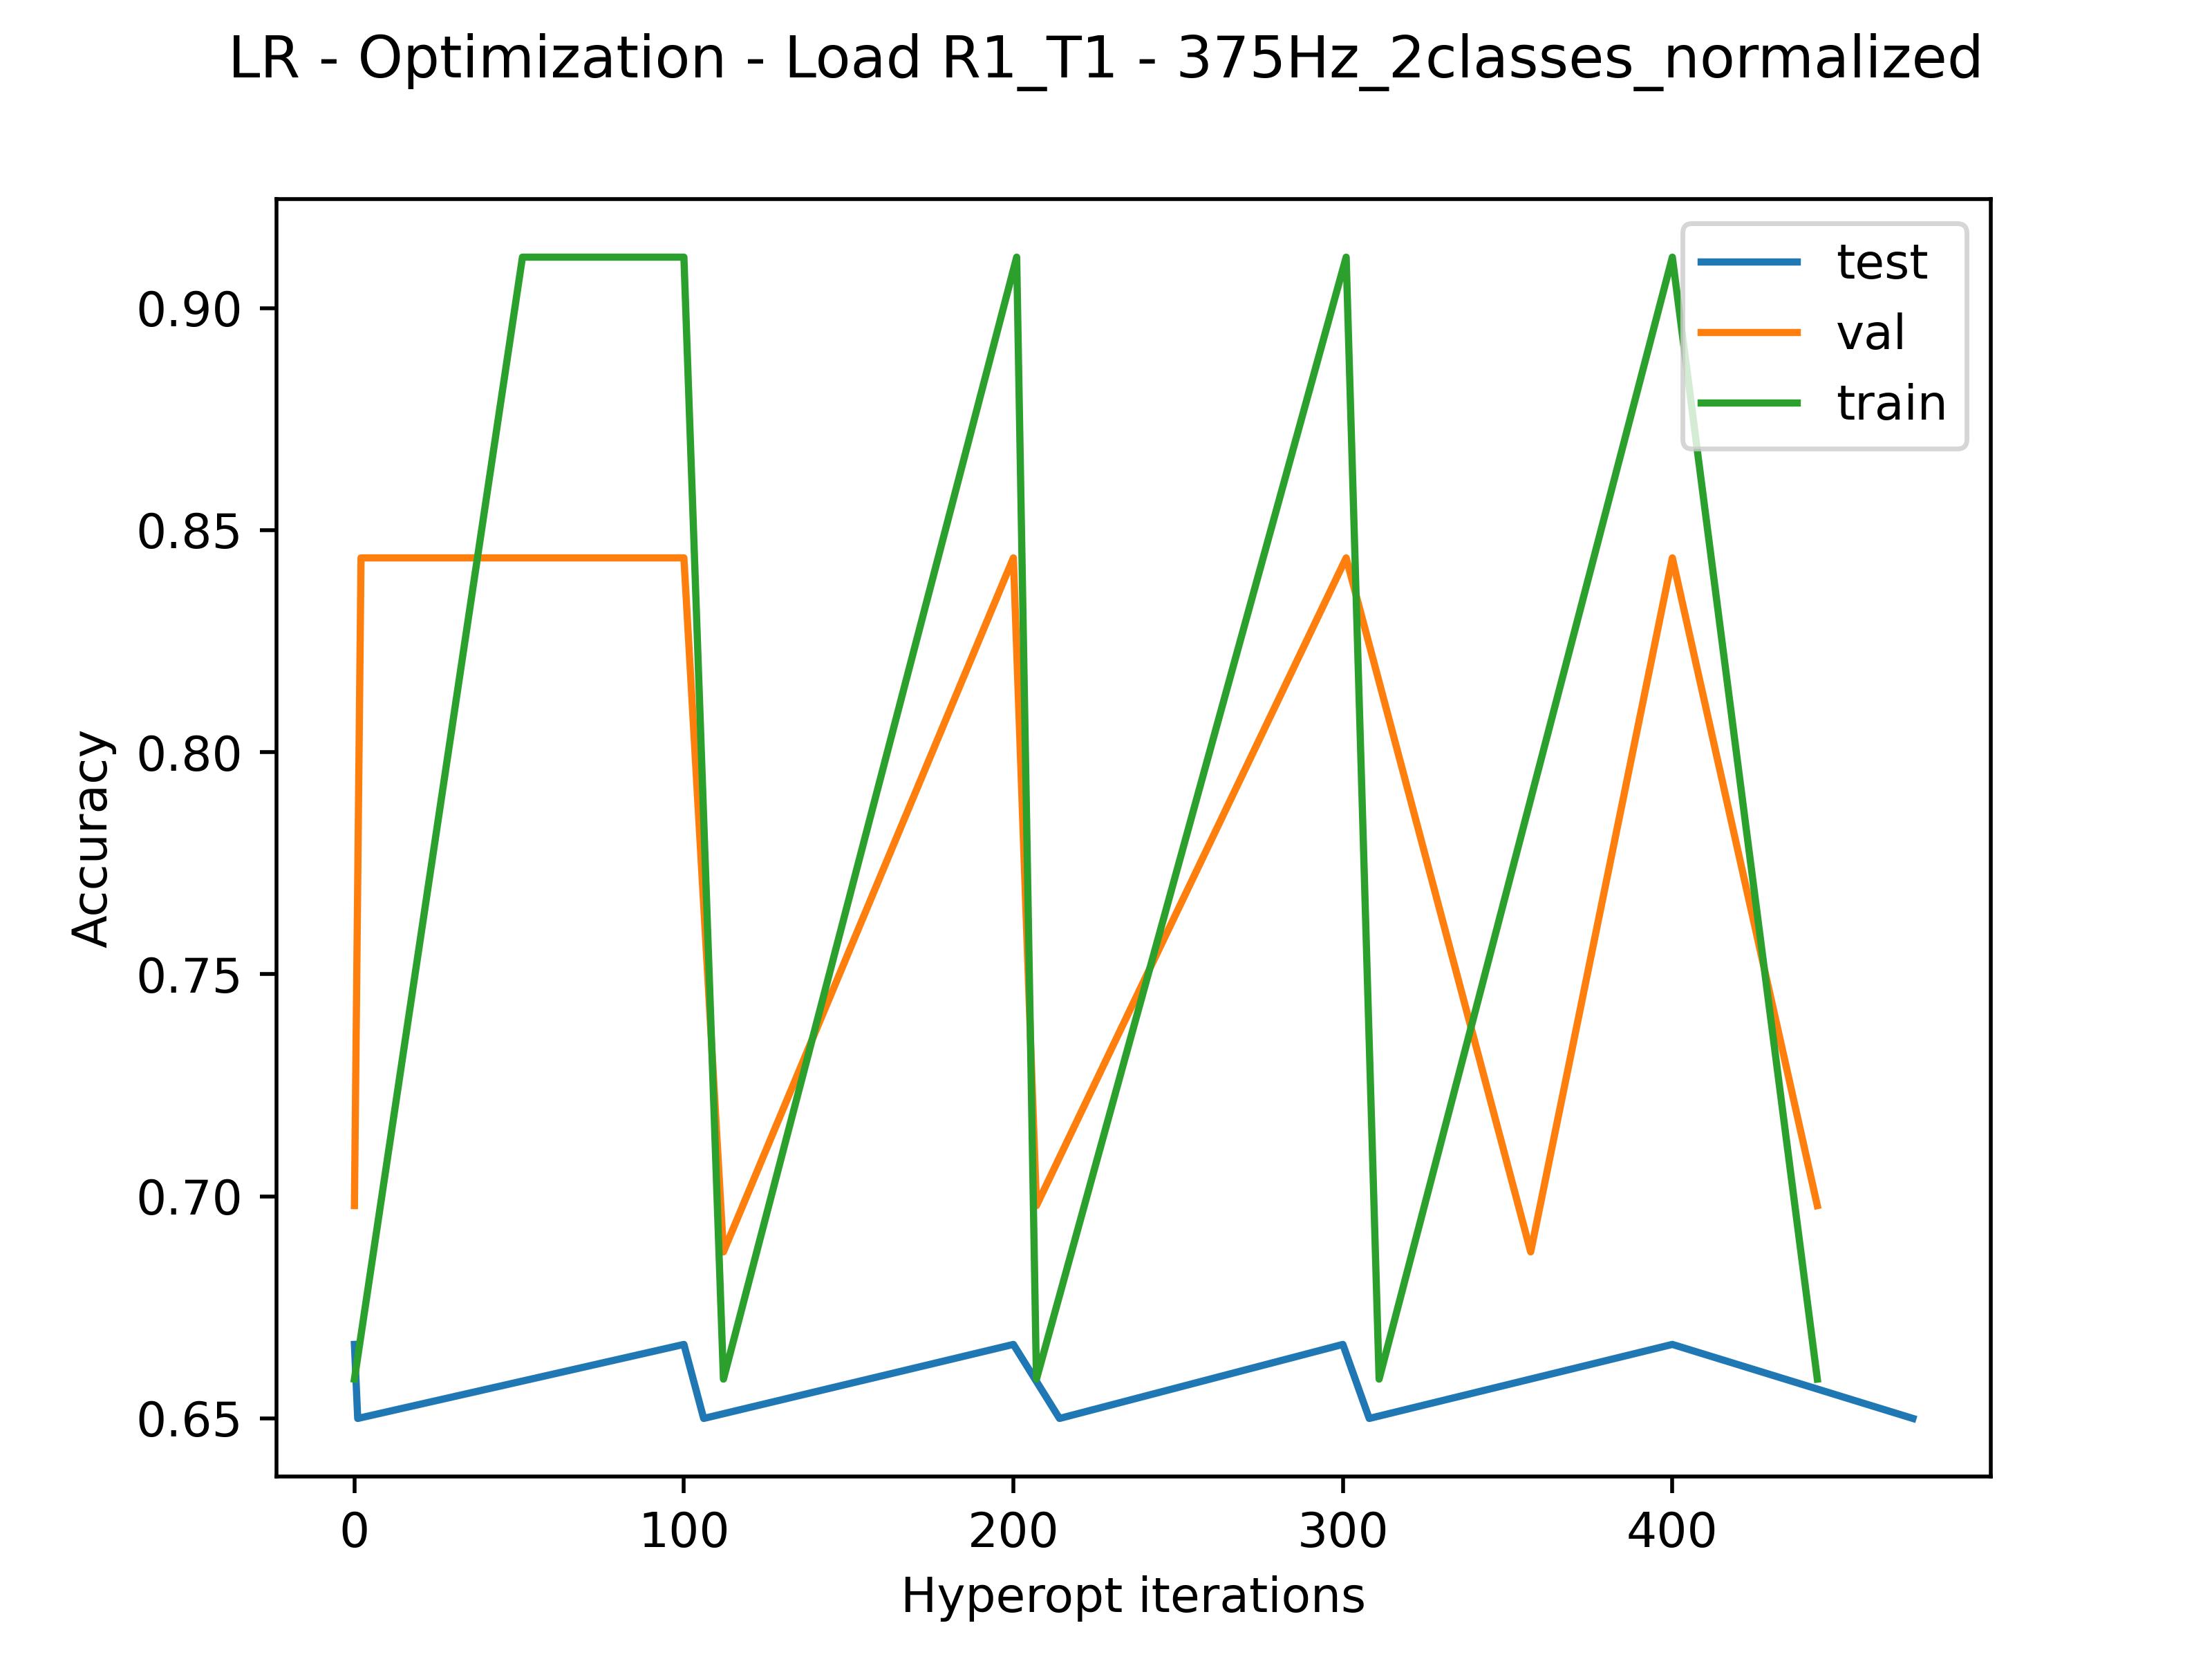 LR - Optimization - Load R1_T1 - 375Hz_2classes_normalized
test
val
train
0.90
0.85
0.80
0.75
0.70
0.65
Accuracy
0 100 200 300 400
Hyperopt iterations